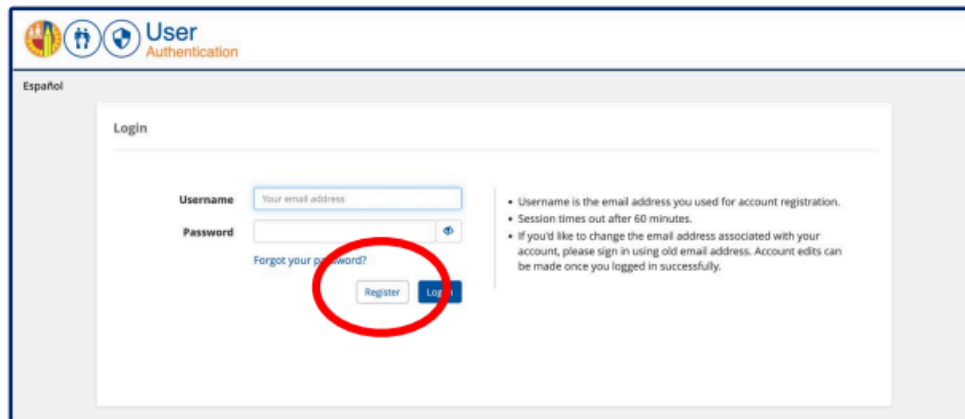 User
Authentication
Español
Login
Username
Your email address
Password
Forgot your password?
Register
Login
• Username is the email address you used for account registration.
• Session times out after 60 minutes.
• If you'd like to change the email address associated with your
account, please sign in using old email address. Account edits can
be made once you logged in successfully.